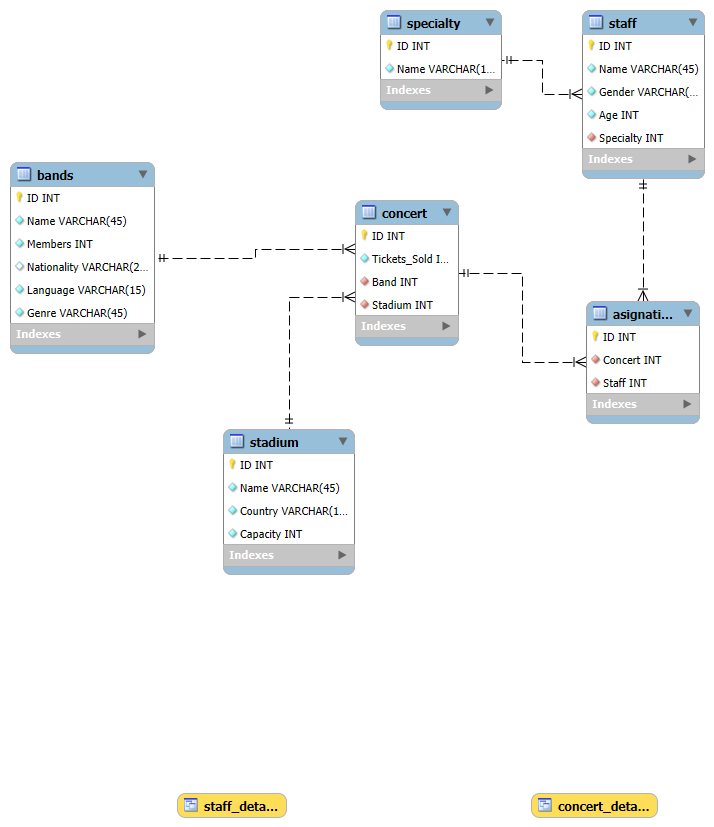 specialty
ID INT
Name VARCHAR(1...
Indexes
staff
ID INT
Name VARCHAR(45)
Gender VARCHAR(...
Age INT
Specialty INT
Indexes
bands
ID INT
Name VARCHAR(45)
Members INT
Nationality VARCHAR(2...
Language VARCHAR(15)
Genre VARCHAR(45)
Indexes
concert
ID INT
Tickets_Sold I...
Band INT
Stadium INT
Indexes
asignati...
ID INT
Concert INT
Staff INT
Indexes
stadium
ID INT
Name VARCHAR(45)
Country VARCHAR(1...
Capacity INT
Indexes
staff_deta...
concert_deta...